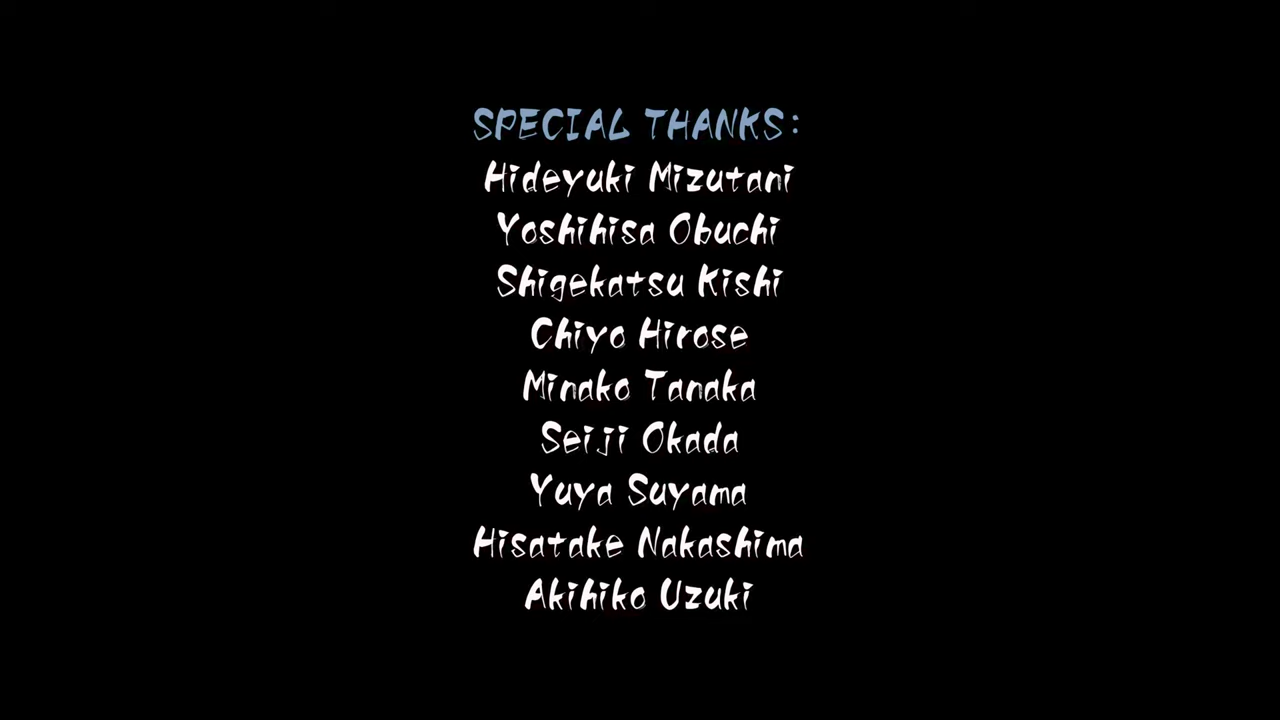 SPECIAL THANKS:
Hideyuki Mizutani
Yoshihisa Obuchi
Shigekatsu Kishi
Chiyo Hirose
Minako Tanaka
Seiji Okada
Yuya Suyama
Hisatake Nakashima
Akihiko Uzuki